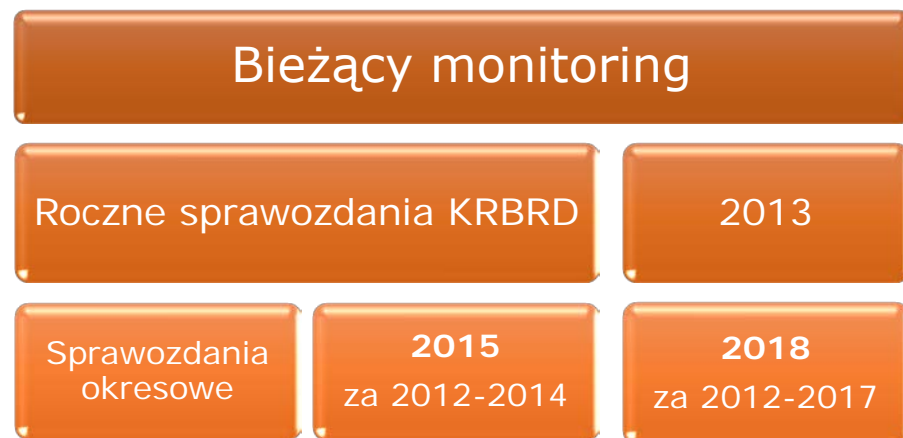 Bieżący monitoring
Roczne sprawozdania KRBRD
2013
Sprawozdania
okresowe
2015
za 2012-2014
2018
za 2012-2017